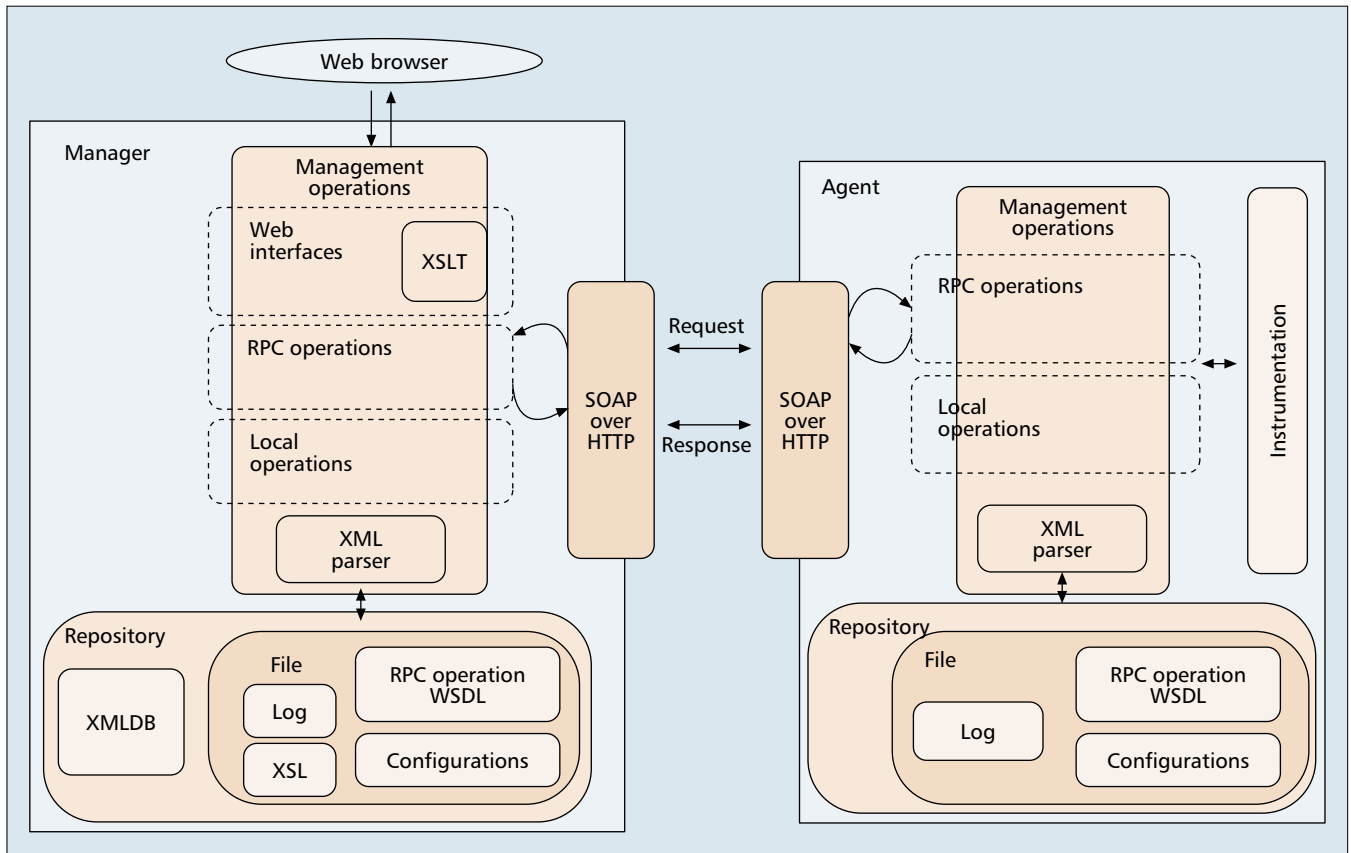 Web browser
Manager
Management
operations
Web
interfaces
XSLT
RPC operations
Local
operations
XML
parser
SOAP
over
HTTP
Repository
XMLDB
File
Log
XSL
RPC operation
WSDL
Configurations
Request
Response
Agent
SOAP
over
HTTP
Management
operations
RPC operations
Local
operations
XML
parser
Instrumentation
Repository
File
Log
RPC operation
WSDL
Configurations